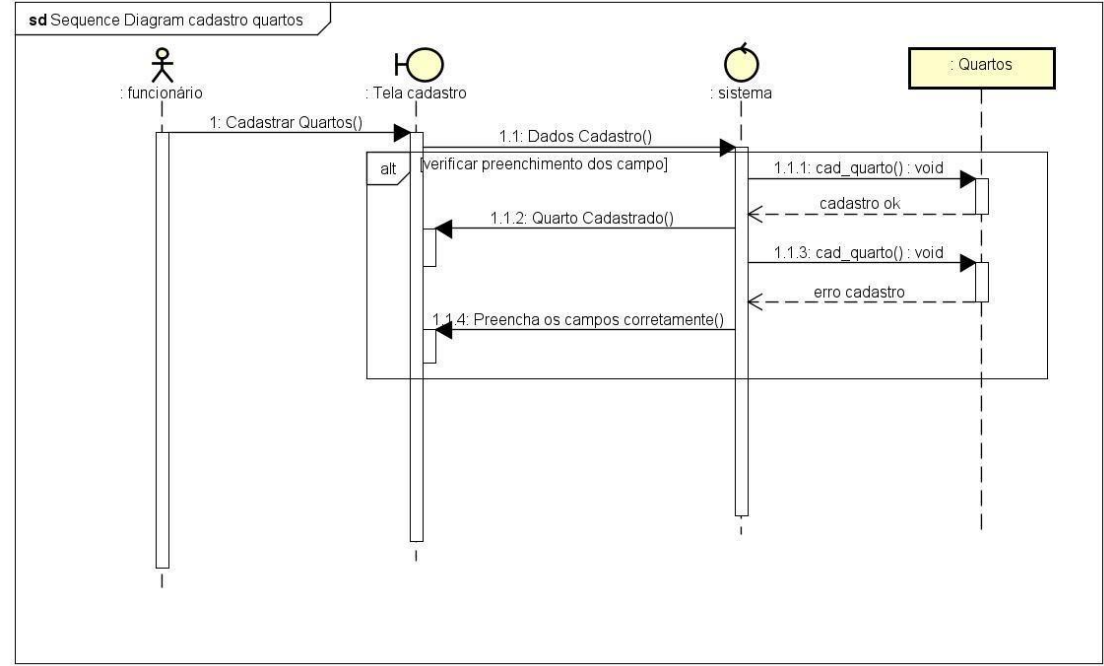 sd Sequence Diagram cadastro quartos
: funcionário
: Tela cadastro
: sistema
: Quartos
1: Cadastrar Quartos()
1.1: Dados Cadastro()
alt
[verificar preenchimento dos campo]
1.1.1: cad_quarto() : void
cadastro ok
1.1.2: Quarto Cadastrado()
1.1.3: cad_quarto() : void
erro cadastro
1.1.4: Preencha os campos corretamente()